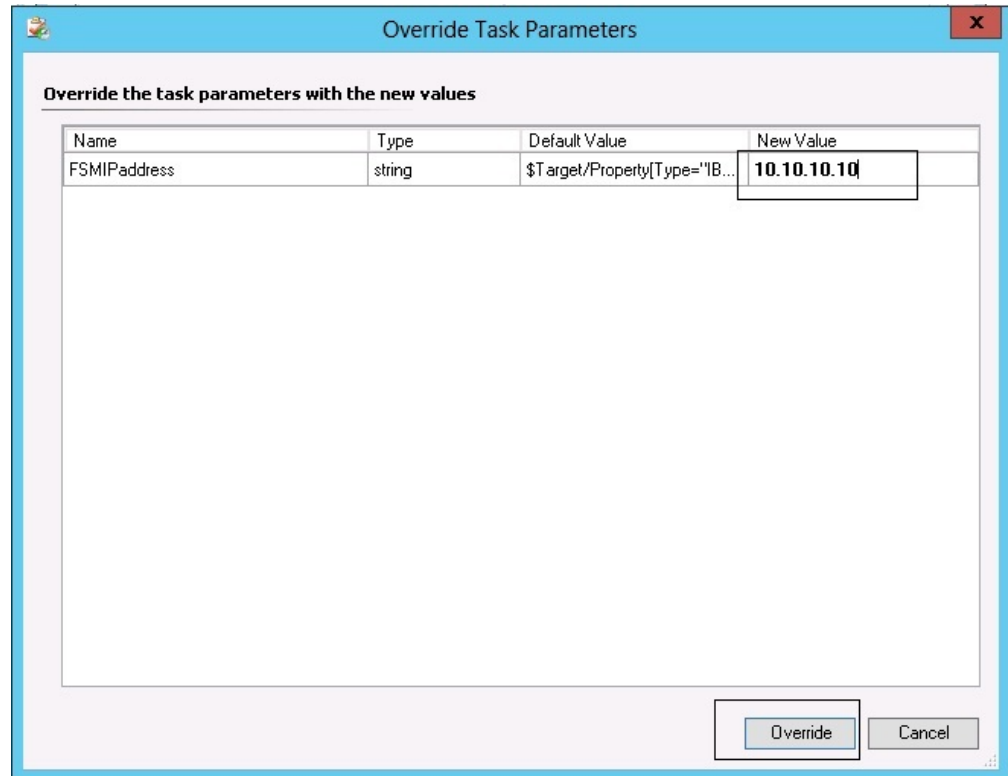 Override Task Parameters
x
Override the task parameters with the new values
Name Type Default Value New Value
FSMIPaddress string $Target/Property[Type="IB... 10.10.10.10
Override Cancel